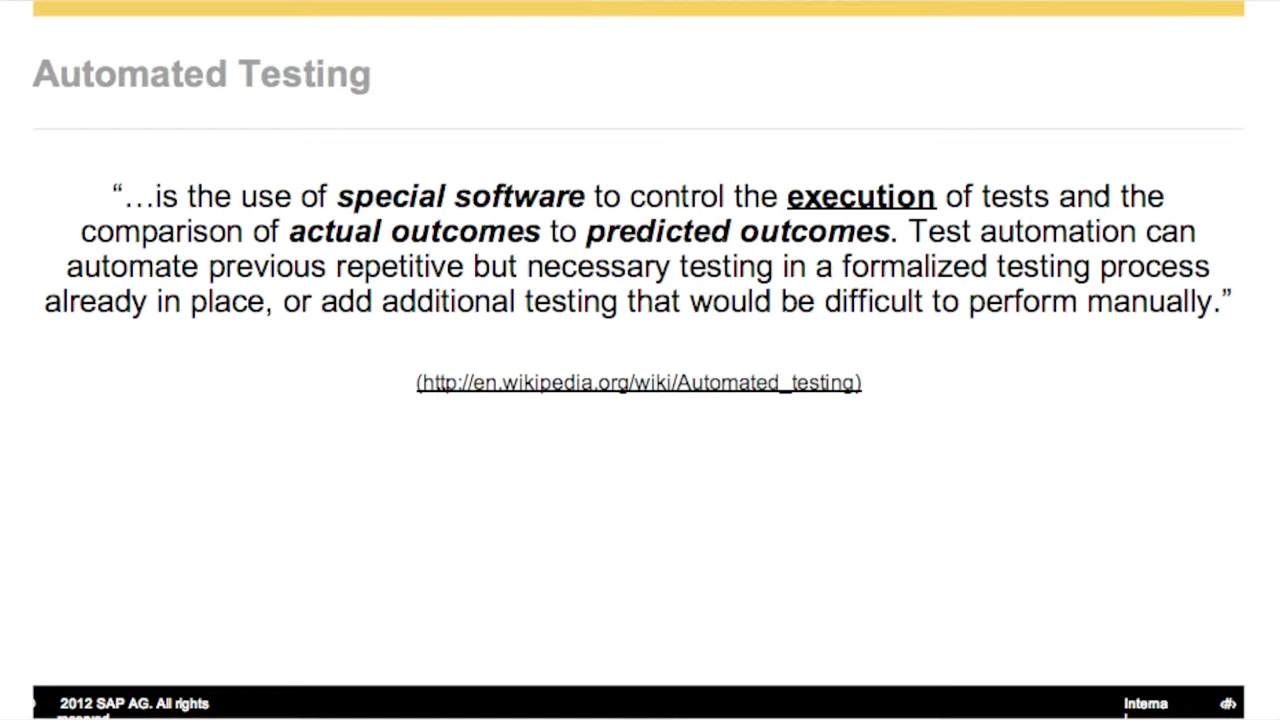 Automated Testing
“…is the use of special software to control the execution of tests and the
comparison of actual outcomes to predicted outcomes. Test automation can
automate previous repetitive but necessary testing in a formalized testing process
already in place, or add additional testing that would be difficult to perform manually.”
(http://en.wikipedia.org/wiki/Automated_testing)
2012 SAP AG. All rights
reserved
Interna
l
‹#›